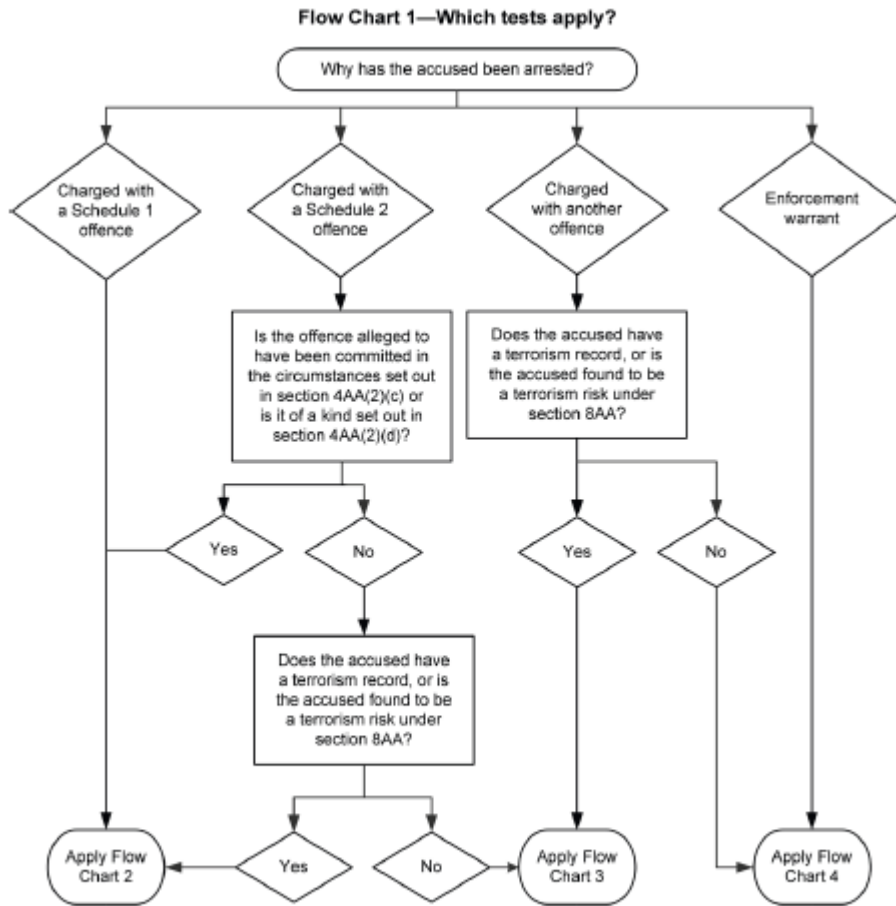 Flow Chart 1—Which tests apply?
Why has the accused been arrested?
Charged with
a Schedule 1
offence
Charged with
a Schedule 2
offence
Charged
with another
offence
Enforcement
warrant
Is the offence alleged to
have been committed in
the circumstances set out
in section 4AA(2)(c) or
is it of a kind set out in
section 4AA(2)(d)?
Does the accused have
a terrorism record, or is
the accused found to be
a terrorism risk under
section 8AA?
Yes
No
Yes
No
Does the accused have
a terrorism record, or is
the accused found to be
a terrorism risk under
section 8AA?
Apply Flow
Chart 2
Yes
No
Apply Flow
Chart 3
Apply Flow
Chart 4